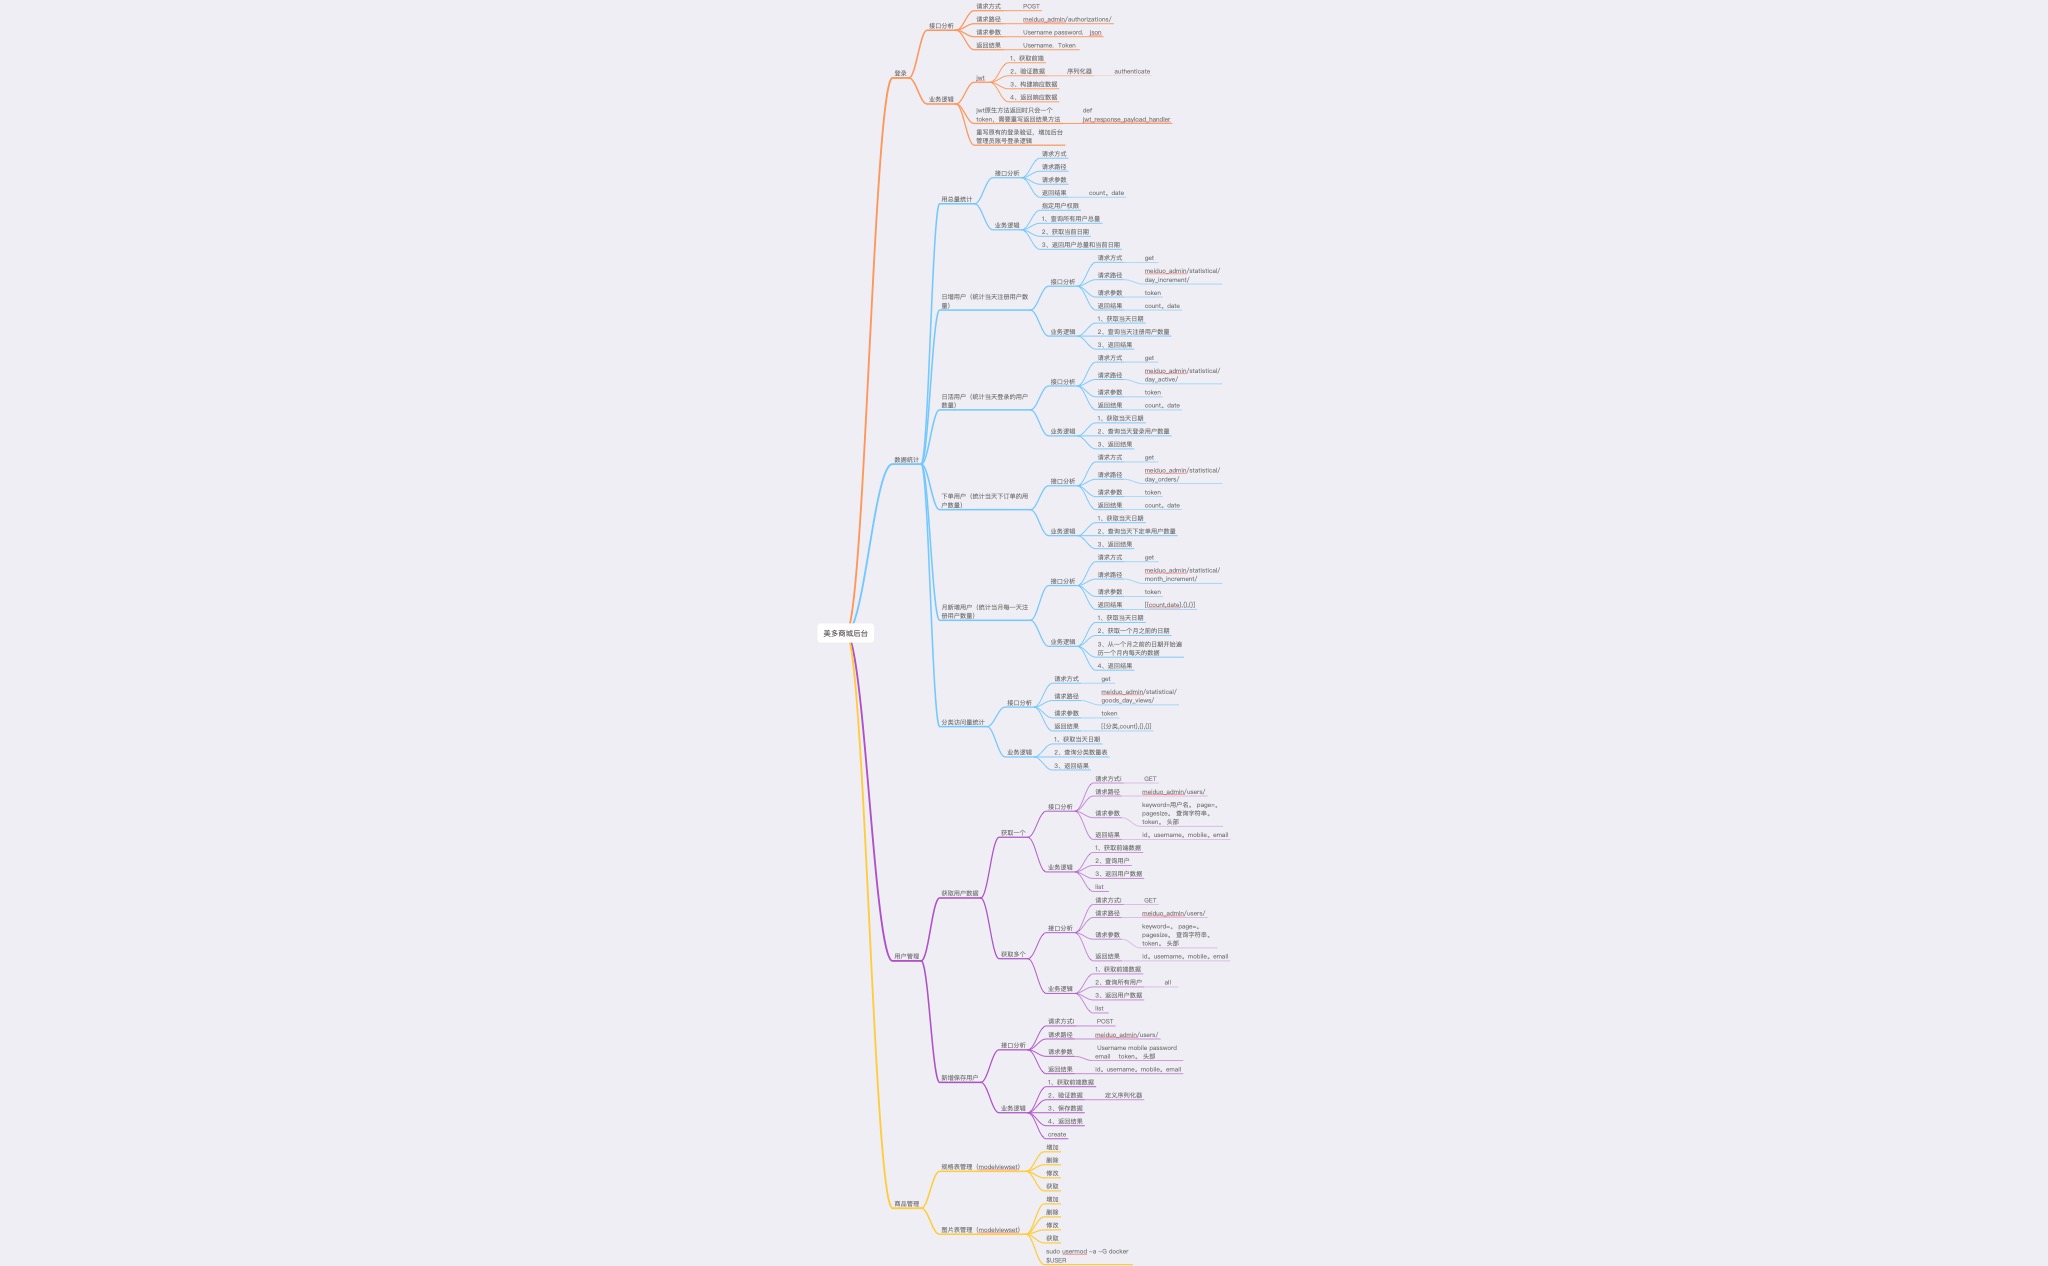 美多商城后台
登录
接口分析
请求方式 POST
请求路径 meiduo_admin/authorizations/
请求参数 Username password. json
返回结果 Username. Token
业务逻辑
jwt
1、获取前端
2、验证数据 序列化器 authenticate
3、构建响应数据
4、返回响应数据
jwt原生方法返回时只会一个
token，需要重写返回结果方法
def
jwt_response_payload_handler
重写原有的登录验证，增加后台
管理员账号登录逻辑
数据统计
用总量统计
接口分析
请求方式
请求路径
请求参数
返回结果 count，date
业务逻辑
指定用户权限
1、查询所有用户总量
2、获取当前日期
3、返回用户总量和当前日期
日增用户（统计当天注册用户数
量）
接口分析
请求方式 get
请求路径 meiduo_admin/statistical/
day_increment/
请求参数 token
返回结果 count，date
业务逻辑
1、获取当天日期
2、查询当天注册用户数量
3、返回结果
日活用户（统计当天登录的用户
数量）
接口分析
请求方式 get
请求路径 meiduo_admin/statistical/
day_active/
请求参数 token
返回结果 count，date
业务逻辑
1、获取当天日期
2、查询当天登录用户数量
3、返回结果
下单用户（统计当天下订单的用
户数量）
接口分析
请求方式 get
请求路径 meiduo_admin/statistical/
day_orders/
请求参数 token
返回结果 count，date
业务逻辑
1、获取当天日期
2、查询当天下定单用户数量
3、返回结果
月新增用户（统计当月每一天注
册用户数量）
接口分析
请求方式 get
请求路径 meiduo_admin/statistical/
month_increment/
请求参数 token
返回结果 [{count,date},{},{}]
业务逻辑
1、获取当天日期
2、获取一个月之前的日期
3、从一个月之前的日期开始遍
历一个月内每天的数据
4、返回结果
分类访问量统计
接口分析
请求方式 get
请求路径 meiduo_admin/statistical/
goods_day_views/
请求参数 token
返回结果 [{分类,count},{},{}]
业务逻辑
1、获取当天日期
2、查询分类数量表
3、返回结果
用户管理
获取用户数据
获取一个
接口分析
请求方式l GET
请求路径 meiduo_admin/users/
请求参数 keyword=用户名， page=，
pagesize， 查询字符串，
token， 头部
返回结果 id，username，mobile，email
业务逻辑
1、获取前端数据
2、查询用户
3、返回用户数据
list
获取多个
接口分析
请求方式l GET
请求路径 meiduo_admin/users/
请求参数 keyword=， page=，
pagesize， 查询字符串，
token， 头部
返回结果 id，username，mobile，email
业务逻辑
1、获取前端数据
2、查询所有用户 all
3、返回用户数据
list
新增保存用户
接口分析
请求方式l POST
请求路径 meiduo_admin/users/
请求参数 Username mobile password
email token， 头部
返回结果 id，username，mobile，email
业务逻辑
1、获取前端数据
2、验证数据 定义序列化器
3、保存数据
4、返回结果
create
商品管理
规格表管理（modelviewset）
增加
删除
修改
获取
图片表管理（modelviewset）
增加
删除
修改
获取
sudo usermod -a -G docker
$USER